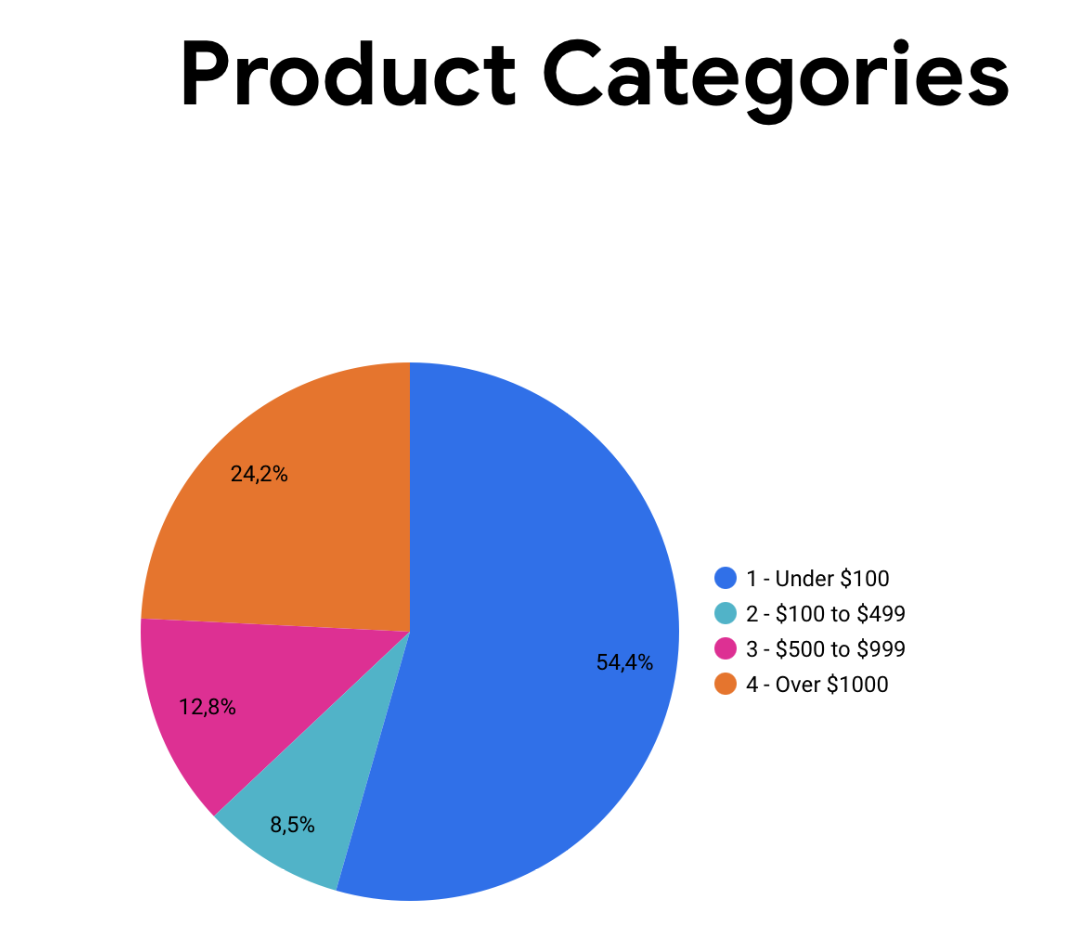 Product Categories
24,2%
54,4%
12,8%
8,5%
1 - Under $100
2 - $100 to $499
3 - $500 to $999
4 - Over $1000